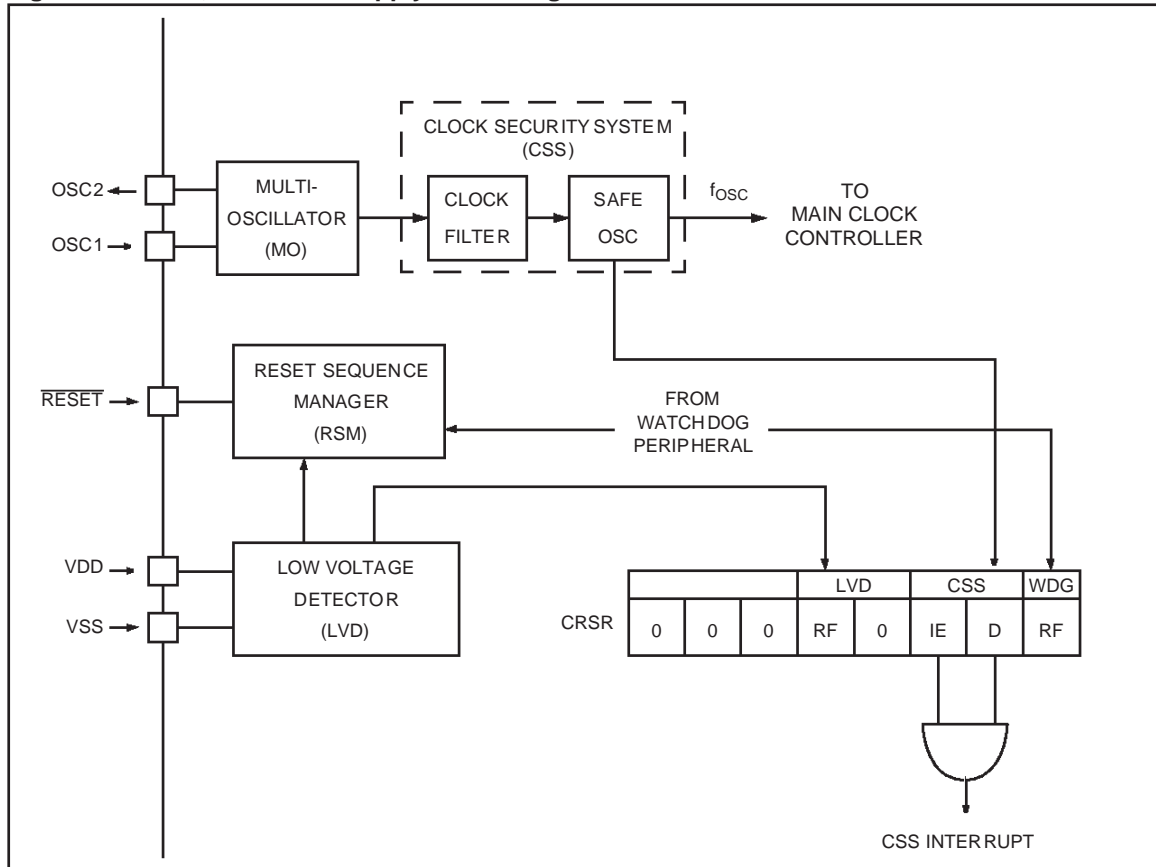 CLOCK SECURITY SYSTEM
(CSS)
OSC2
OSC1
MULTI-
OSCILLATOR
(MO)
CLOCK
FILTER
SAFE
OSC
fOSC
TO
MAIN CLOCK
CONTROLLER
RESET
RESET SEQUENCE
MANAGER
(RSM)
FROM
WATCHDOG
PERIPHERAL
VDD
VSS
LOW VOLTAGE
DETECTOR
(LVD)
LVD CSS WDG
CRSR 0 0 0 RF 0 IE D RF
CSS INTERRUPT